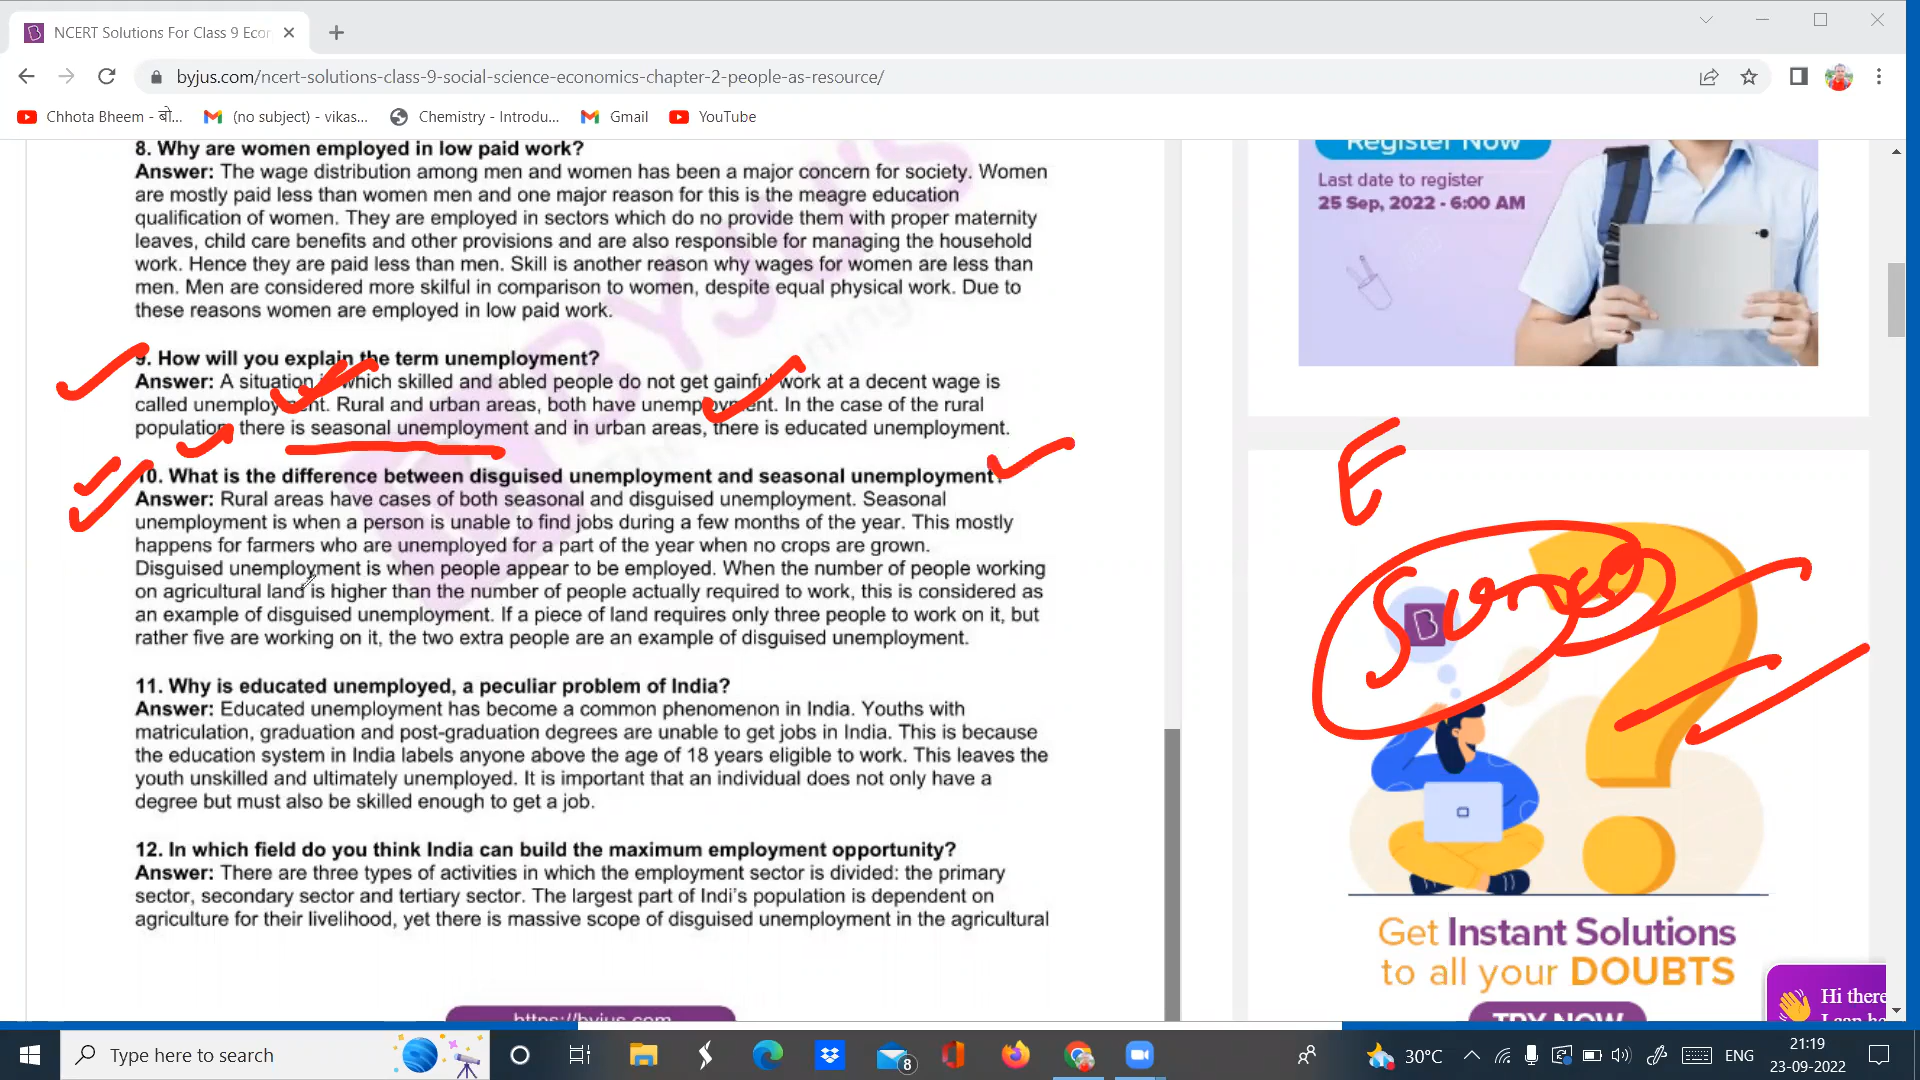 NCERT Solutions For Class 9 Econ
byjus.com/ncert-solutions-class-9-social-science-economics-chapter-2-people-as-resource/
Chhota Bheem - बो...
(no subject) - vikas...
Chemistry - Introdu...
Gmail
YouTube
8. Why are women employed in low paid work?
Answer: The wage distribution among men and women has been a major concern for society. Women
are mostly paid less than women men and one major reason for this is the meagre education
qualification of women. They are employed in sectors which do no provide them with proper maternity
leaves, child care benefits and other provisions and are also responsible for managing the household
work. Hence they are paid less than men. Skill is another reason why wages for women are less than
men. Men are considered more skilful in comparison to women, despite equal physical work. Due to
these reasons women are employed in low paid work.
9. How will you explain the term unemployment?
Answer: A situation in which skilled and abled people do not get gainful work at a decent wage is
called unemployment. Rural and urban areas, both have unemployment. In the case of the rural
population, there is seasonal unemployment and in urban areas, there is educated unemployment.
10. What is the difference between disguised unemployment and seasonal unemployment?
Answer: Rural areas have cases of both seasonal and disguised unemployment. Seasonal
unemployment is when a person is unable to find jobs during a few months of the year. This mostly
happens for farmers who are unemployed for a part of the year when no crops are grown.
Disguised unemployment is when people appear to be employed. When the number of people working
on agricultural land is higher than the number of people actually required to work, this is considered as
an example of disguised unemployment. If a piece of land requires only three people to work on it, but
rather five are working on it, the two extra people are an example of disguised unemployment.
11. Why is educated unemployed, a peculiar problem of India?
Answer: Educated unemployment has become a common phenomenon in India. Youths with
matriculation, graduation and post-graduation degrees are unable to get jobs in India. This is because
the education system in India labels anyone above the age of 18 years eligible to work. This leaves the
youth unskilled and ultimately unemployed. It is important that an individual does not only have a
degree but must also be skilled enough to get a job.
12. In which field do you think India can build the maximum employment opportunity?
Answer: There are three types of activities in which the employment sector is divided: the primary
sector, secondary sector and tertiary sector. The largest part of Indi's population is dependent on
agriculture for their livelihood, yet there is massive scope of disguised unemployment in the agricultural
https://byjus.com
BYJU'S
Register Now
Last date to register
25 Sep, 2022 - 6:00 AM
E
Get Instant Solutions
to all your DOUBTS
TRY NOW
Hi there
Type here to search
8
30°C
ENG
21:19
23-09-2022